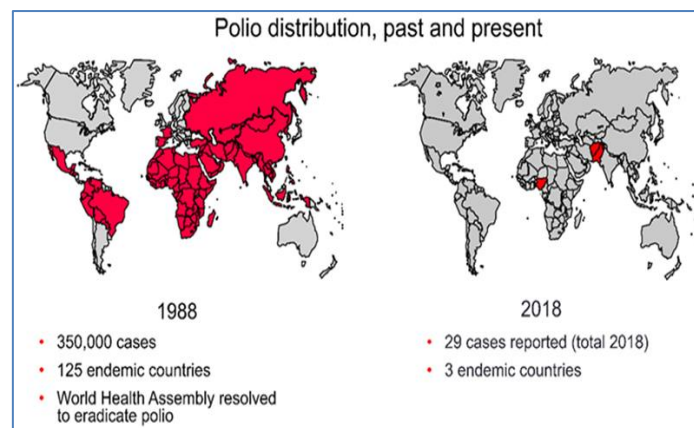 Polio distribution, past and present
1988
• 350,000 cases
• 125 endemic countries
• World Health Assembly resolved
to eradicate polio
2018
• 29 cases reported (total 2018)
• 3 endemic countries